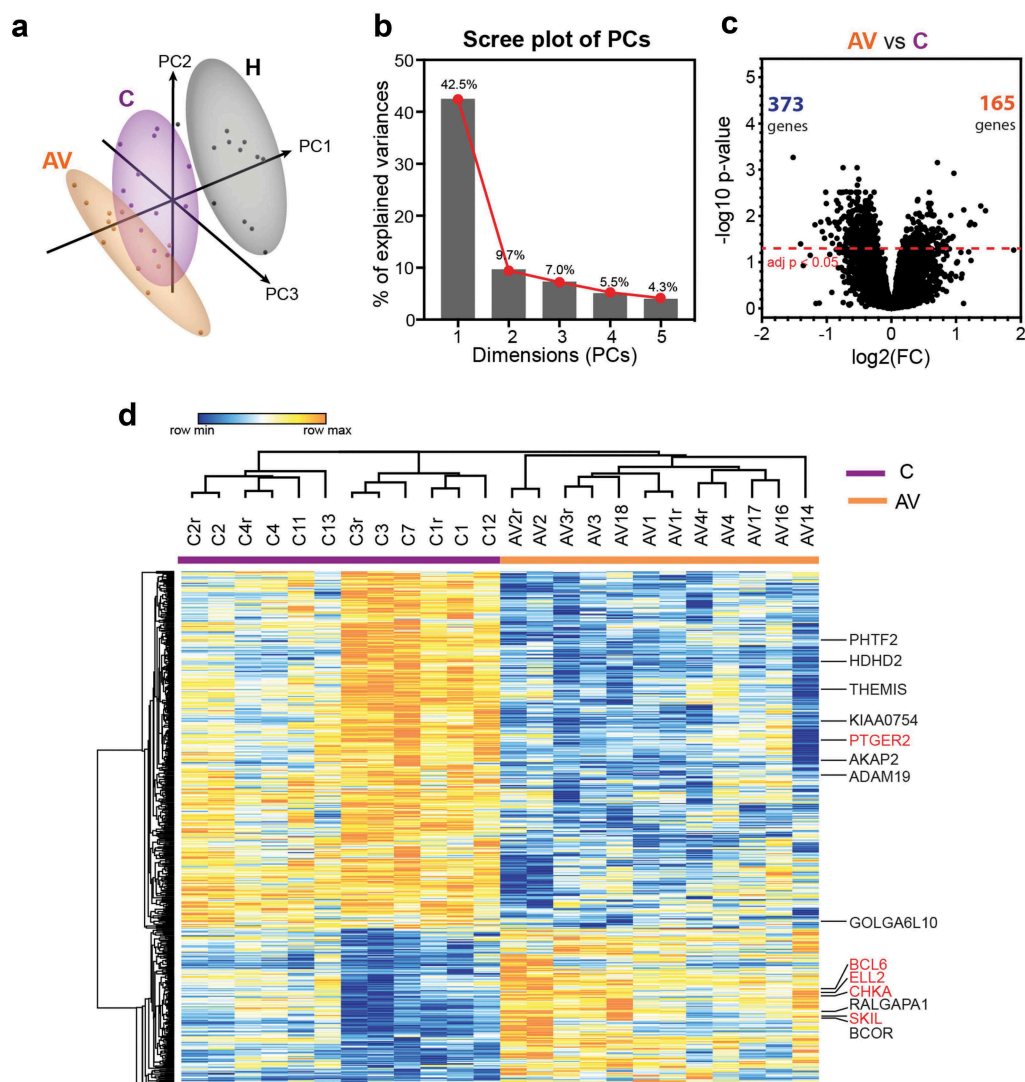 a
PC2
H
C
PC1
AV
PC3
b
Scree plot of PCs
% of explained variances
50
40
30
20
10
0
42.5%
9.7%
7.0%
5.5%
4.3%
1
2
3
4
5
Dimensions (PCs)
c
AV vs C
-log10 p-value
5
4
3
2
1
0
373
genes
165
genes
adj p < 0.05
-2
-1
0
1
2
log2(FC)
d
row min
row max
C
AV
C2r
C2
C4r
C4
C11
C13
C3r
C3
C7
C1r
C1
C12
AV2r
AV2
AV3r
AV3
AV18
AV1
AV1r
AV4r
AV4
AV17
AV16
AV14
PHTF2
HDHD2
THEMIS
KIAA0754
PTGER2
AKAP2
ADAM19
GOLGA6L10
BCL6
ELL2
CHKA
RALGAPA1
SKIL
BCOR